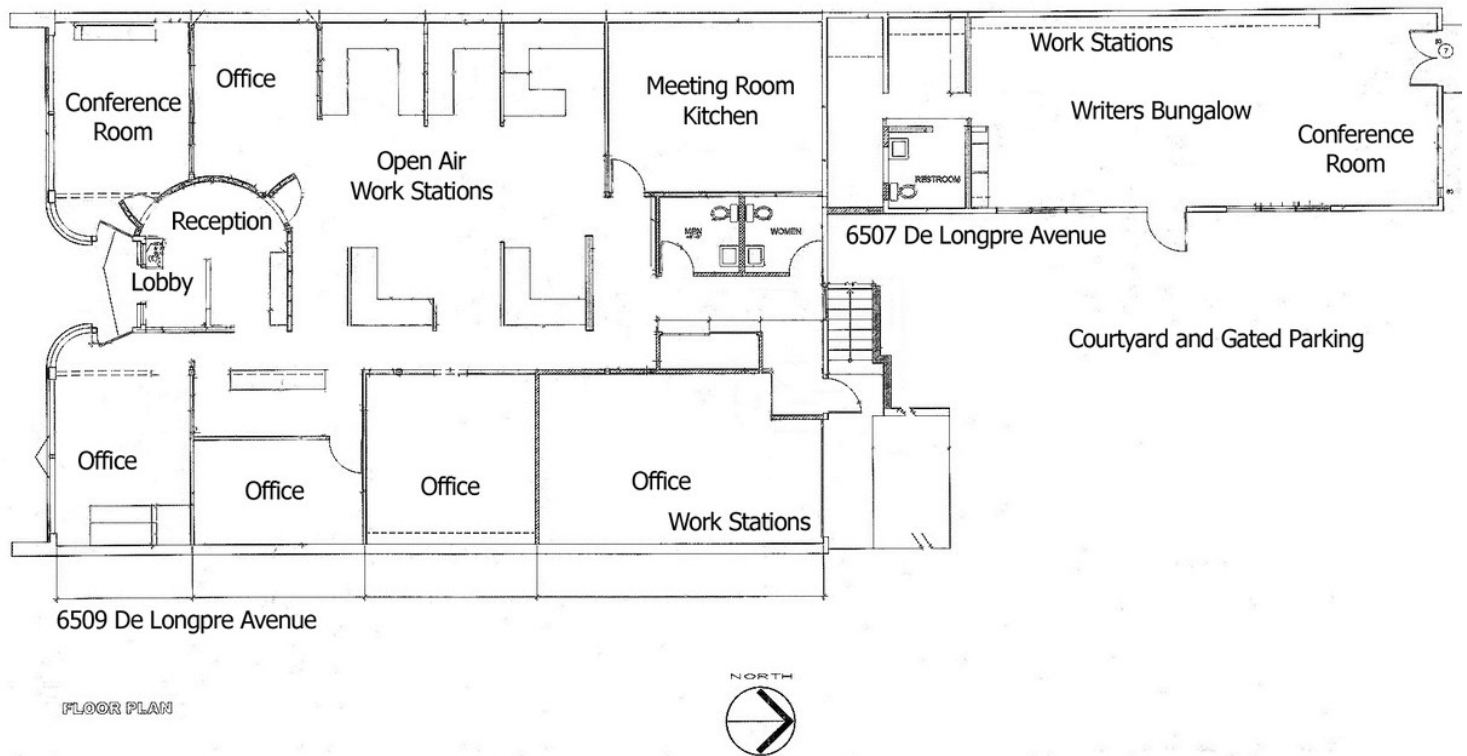 Work Stations
Conference
Room
Office
Meeting Room
Kitchen
Writers Bungalow
Conference
Room
Open Air
Work Stations
RESTROOM
Reception
MEN
WOMEN
6507 De Longpre Avenue
Lobby
Courtyard and Gated Parking
Office
Office
Office
Office
Work Stations
6509 De Longpre Avenue
NORTH
FLOOR PLAN
7